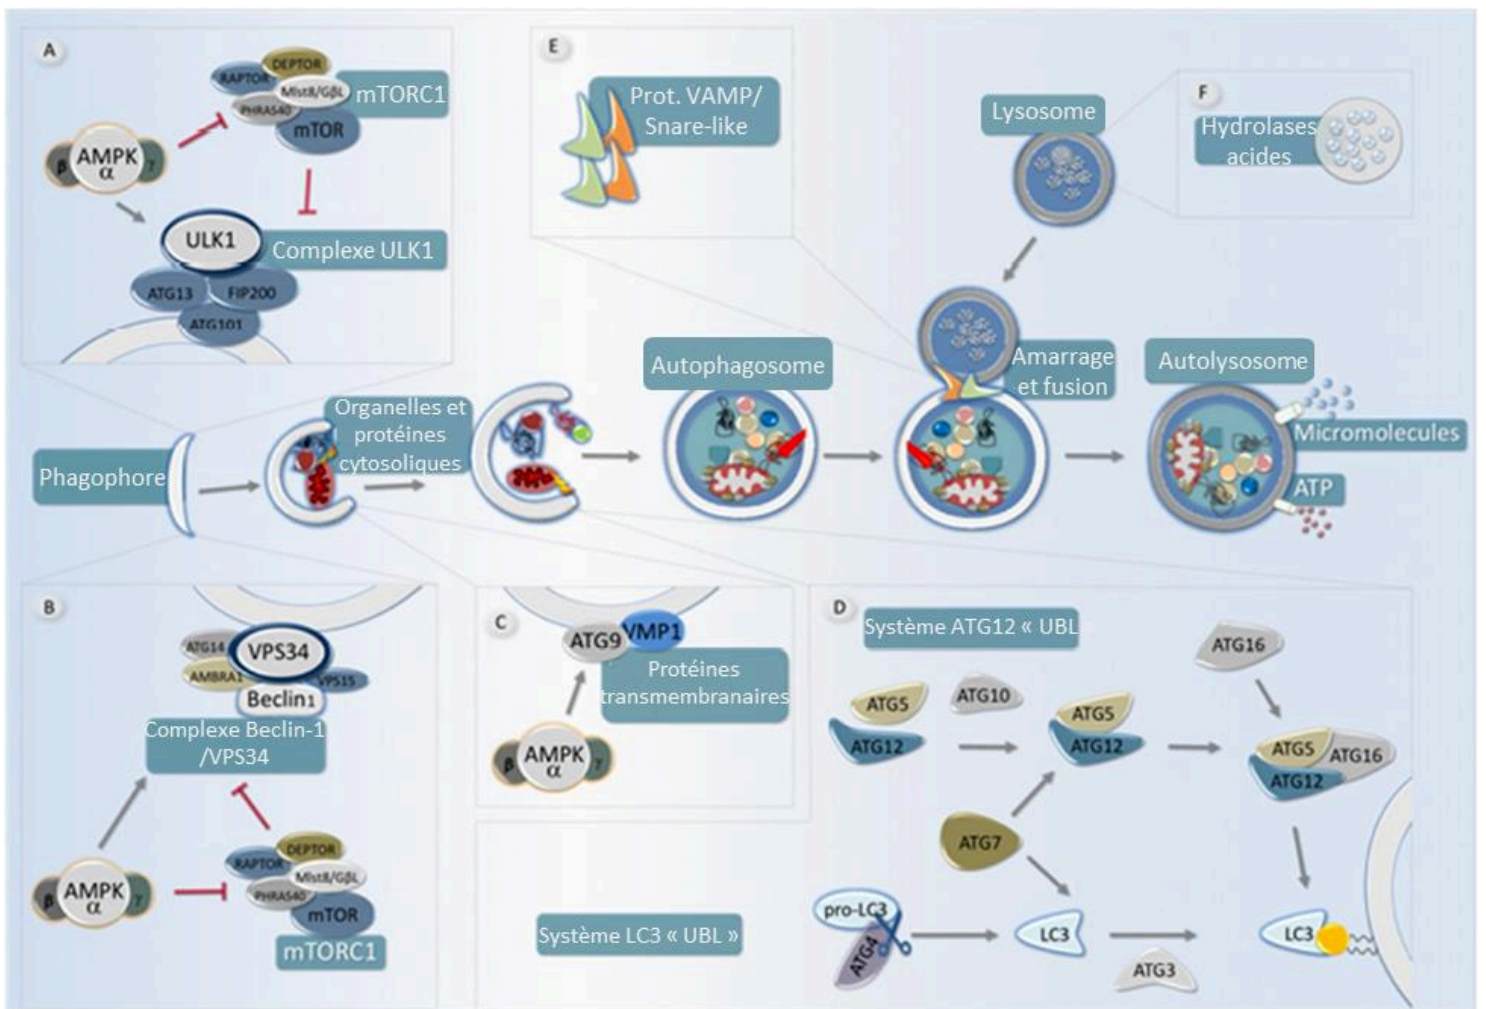 A
DEPTOR
RAPTOR
Mlst8/GβL
PHRAS40
mTOR
mTORC1
AMPK
α
β
γ
ULK1
Complexe ULK1
ATG13
FIP200
ATG101
E
Prot. VAMP/
Snare-like
Lysosome
F
Hydrolases
acides
Phagophore
Organelles et
protéines
cytosoliques
Autophagosome
Amarrage
et fusion
Autolysosome
Micromolecules
ATP
B
ATG14
VPS34
AMBRA1
VPS15
Beclin1
Complexe Beclin-1
/VPS34
AMPK
α
β
γ
DEPTOR
RAPTOR
Mlst8/GβL
PHRAS40
mTOR
mTORC1
C
ATG9
VMP1
Protéines
transmembranaires
AMPK
α
β
γ
D
Système ATG12 « UBL
ATG16
ATG5
ATG10
ATG12
ATG5
ATG12
ATG5
ATG16
ATG12
ATG7
Système LC3 « UBL »
pro-LC3
ATG4
LC3
ATG3
LC3